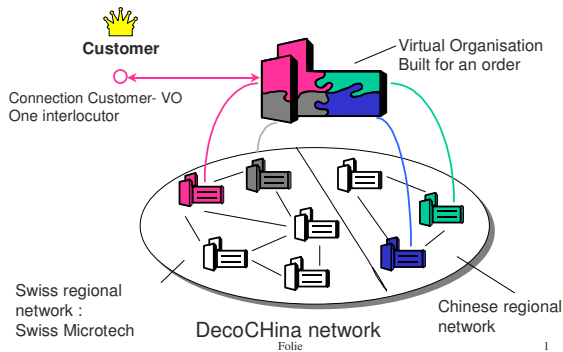 Customer
Virtual Organisation
Built for an order
Connection Customer- VO
One interlocutor
Swiss regional
network :
Swiss Microtech
Chinese regional
network
DecoCHina network
Folie
1